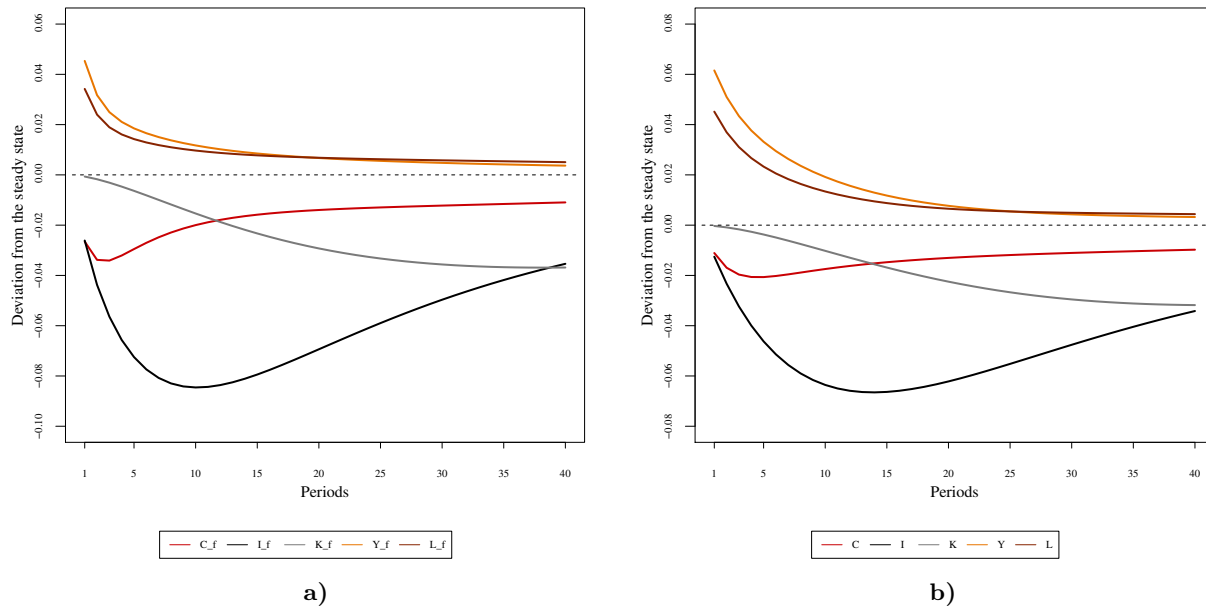 0.06
0.04
0.02
0.00
−0.02
−0.04
−0.06
−0.08
−0.10
Deviation from the steady state
1 5 10 15 20 25 30 35 40
Periods
C_f I_f K_f Y_f L_f
a)
0.08
0.06
0.04
0.02
0.00
−0.02
−0.04
−0.06
−0.08
Deviation from the steady state
1 5 10 15 20 25 30 35 40
Periods
C I K Y L
b)